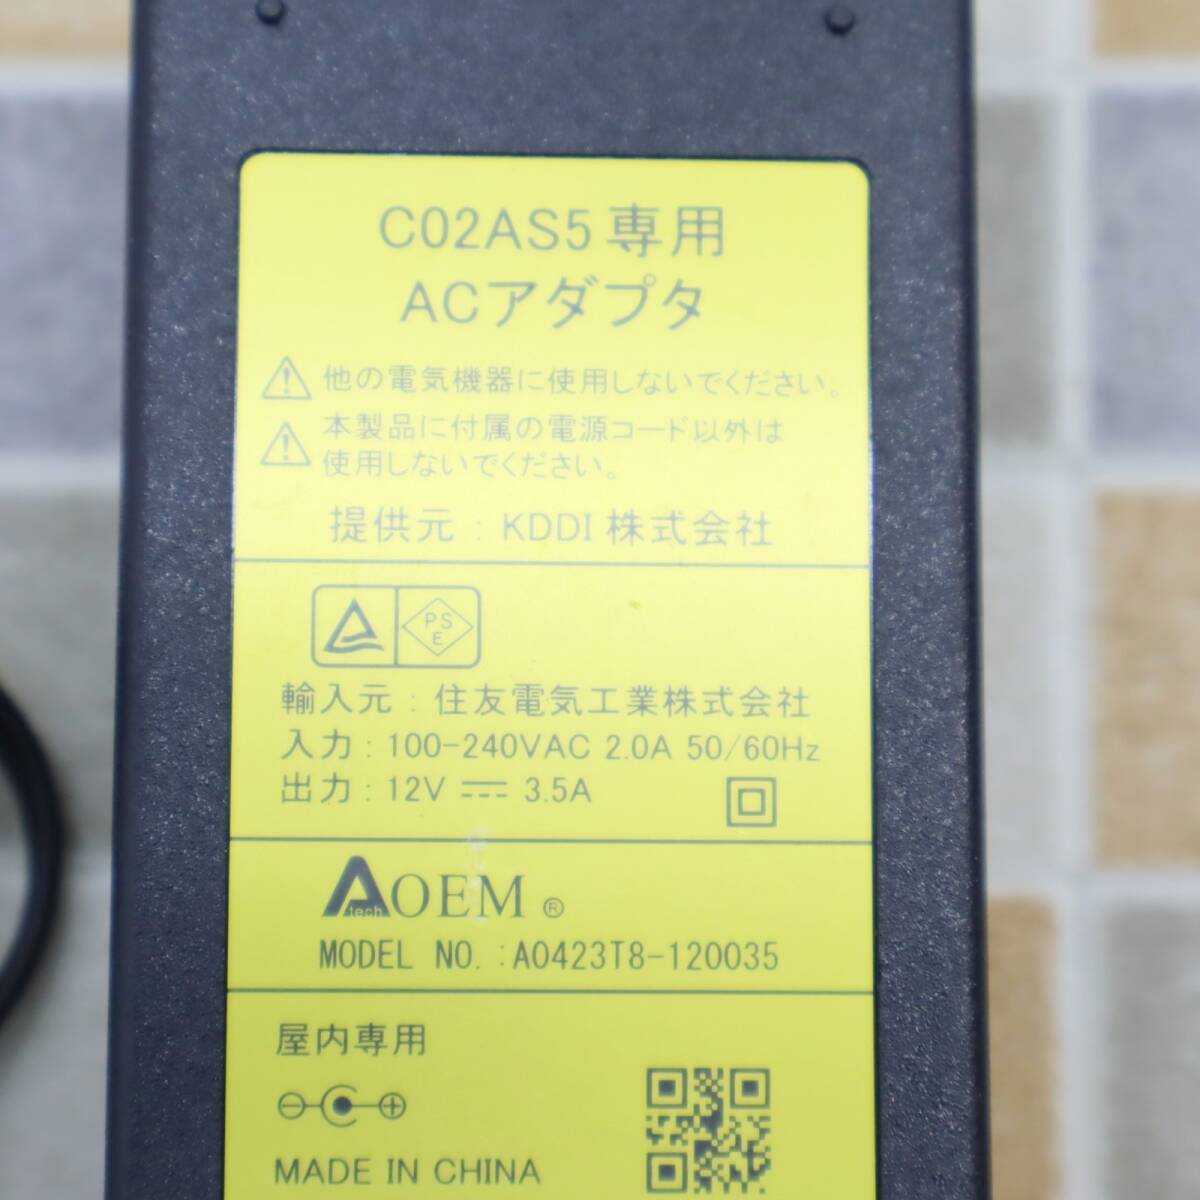 C02AS5専用
ACアダプタ
他の電気機器に使用しないでください。
本製品に付属の電源コード以外は
使用しないでください。
提供元：KDDI株式会社
PS
E
輸入元：住友電気工業株式会社
入力：100-240VAC 2.0A 50/60Hz
出力：12V 3.5A
Atech OEM ®
MODEL NO.:A0423T8-120035
屋内専用
MADE IN CHINA